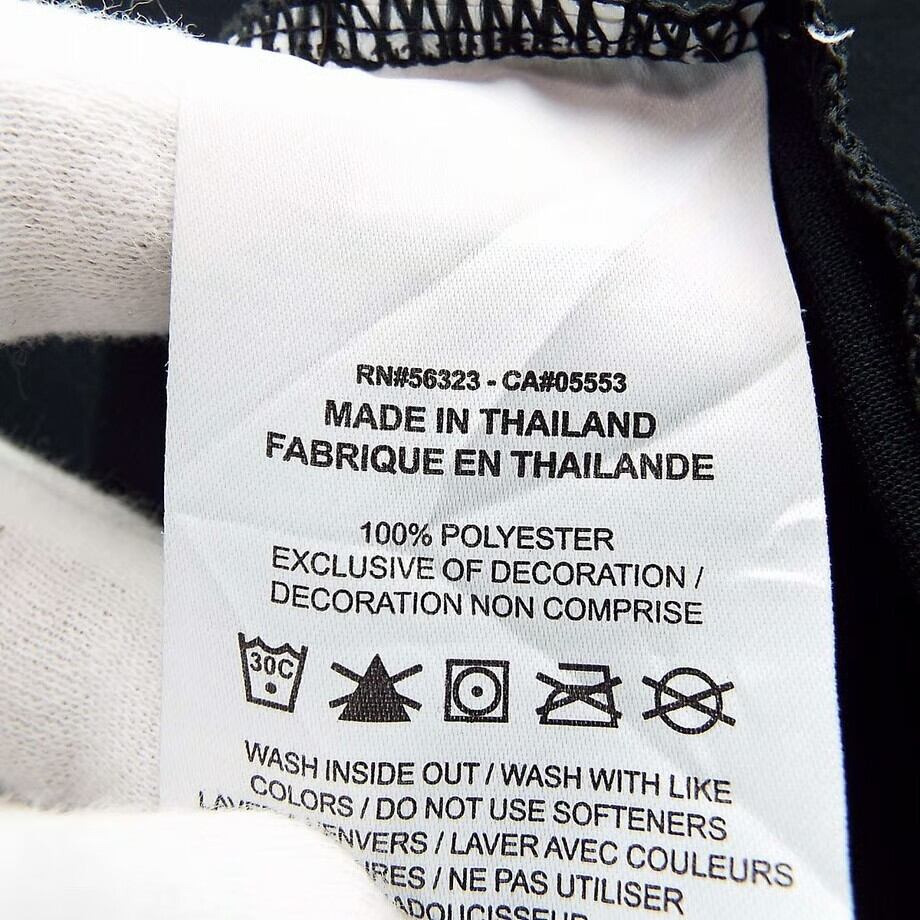 RN#56323 - CA#05553
MADE IN THAILAND
FABRIQUE EN THAILANDE
100% POLYESTER
EXCLUSIVE OF DECORATION /
DECORATION NON COMPRISE
30C
WASH INSIDE OUT / WASH WITH LIKE
COLORS / DO NOT USE SOFTENERS
/ LAVER AVEC COULEURS
/ NE PAS UTILISER